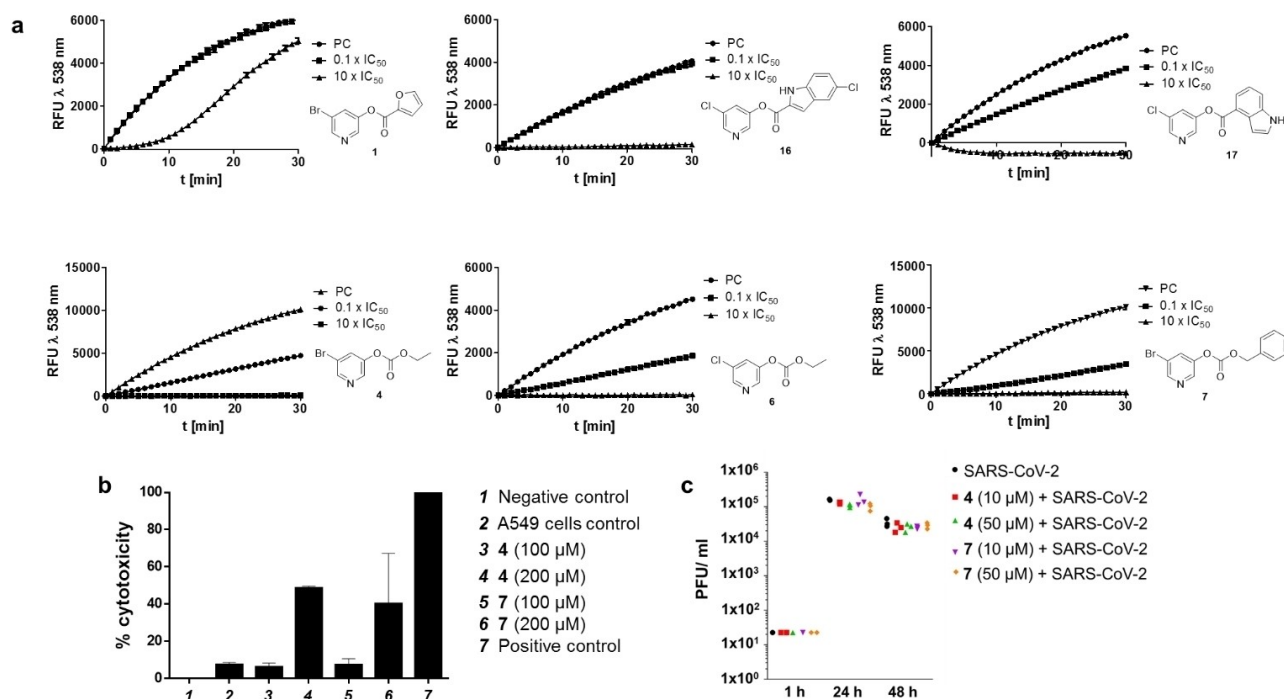 a
6000
4000
2000
0
RFU λ 538 nm
0 10 20 30
t [min]
PC
0.1 x IC50
10 x IC50
Br
O
O
O
N
1
6000
4000
2000
0
RFU λ 538 nm
0 10 20 30
t [min]
PC
0.1 x IC50
10 x IC50
Cl
O
HN
Cl
O
N
16
6000
4000
2000
0
RFU λ 538 nm
10 20 30
t [min]
PC
0.1 x IC50
10 x IC50
Cl
O
O
NH
N
17
15000
10000
5000
0
RFU λ 538 nm
0 10 20 30
t [min]
PC
0.1 x IC50
10 x IC50
Br
O
O
O
N
4
6000
4000
2000
0
RFU λ 538 nm
0 10 20 30
t [min]
PC
0.1 x IC50
10 x IC50
Cl
O
O
O
N
6
15000
10000
5000
0
RFU λ 538 nm
0 10 20 30
t [min]
PC
0.1 x IC50
10 x IC50
Br
O
O
O
N
7
b
100
80
60
40
20
0
% cytotoxicity
1 2 3 4 5 6 7
1 Negative control
2 A549 cells control
3 4 (100 µM)
4 4 (200 µM)
5 7 (100 µM)
6 7 (200 µM)
7 Positive control
c
1x10⁶
1x10⁵
1x10⁴
1x10³
1x10²
1x10¹
1x10⁰
PFU/ ml
1 h 24 h 48 h
SARS-CoV-2
4 (10 µM) + SARS-CoV-2
4 (50 µM) + SARS-CoV-2
7 (10 µM) + SARS-CoV-2
7 (50 µM) + SARS-CoV-2